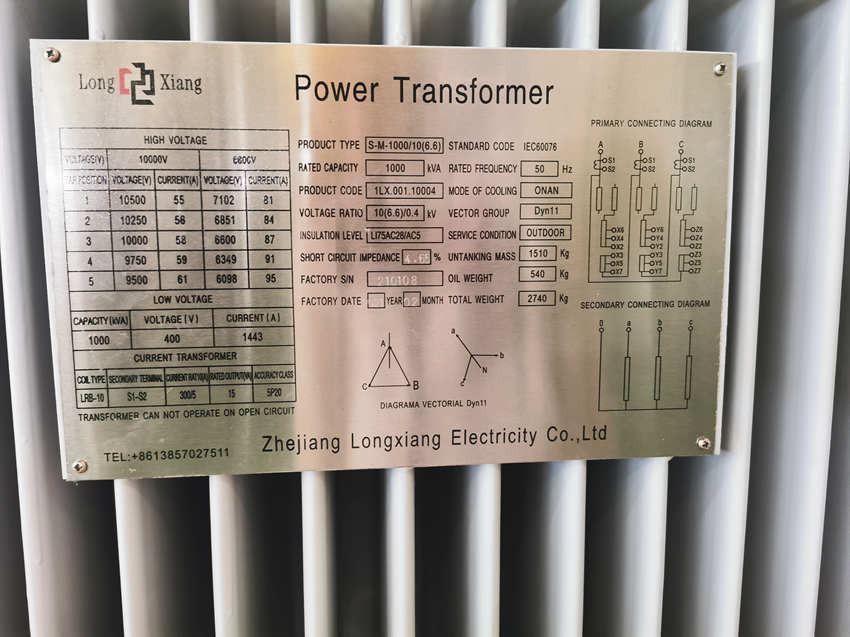 Long Xiang
Power Transformer
HIGH VOLTAGE
VOLTAGE(V) 10000V 6600V
TAP POSITION VOLTAGE(V) CURRENT(A) VOLTAGE(V) CURRENT(A)
1 10500 55 7102 81
2 10250 56 6851 84
3 10000 58 6600 87
4 9750 59 6349 91
5 9500 61 6098 95
LOW VOLTAGE
CAPACITY(kVA) VOLTAGE(V) CURRENT(A)
1000 400 1443
CURRENT TRANSFORMER
COIL TYPE SECONDARY TERMINAL CURRENT RATIO(A) RATED OUTPUT(VA) ACCURACY CLASS
LRB-10 S1-S2 300/5 15 5P20
TRANSFORMER CAN NOT OPERATE ON OPEN CIRCUIT
TEL:+8613857027511
PRODUCT TYPE S-M-1000/10(6.6) STANDARD CODE IEC60076
RATED CAPACITY 1000 kVA RATED FREQUENCY 50 Hz
PRODUCT CODE 1LX.001.10004 MODE OF COOLING ONAN
VOLTAGE RATIO 10(6.6)/0.4 kV VECTOR GROUP Dyn11
INSULATION LEVEL LI75AC28/AC5 SERVICE CONDITION OUTDOOR
SHORT CIRCUIT IMPEDANCE % UNTANKING MASS 1510 Kg
FACTORY S/N 210108 OIL WEIGHT 540 Kg
FACTORY DATE YEAR 02 MONTH TOTAL WEIGHT 2740 Kg
A
C B
a
b
c
N
DIAGRAMA VECTORIAL Dyn11
Zhejiang Longxiang Electricity Co.,Ltd
PRIMARY CONNECTING DIAGRAM
A B C
S1 S1 S1
S2 S2 S2
X6 Y6 Z6
X4 Y4 Z4
X2 Y2 Z2
X3 Y3 Z3
X5 Y5 Z5
X7 Y7 Z7
SECONDARY CONNECTING DIAGRAM
0 a b c